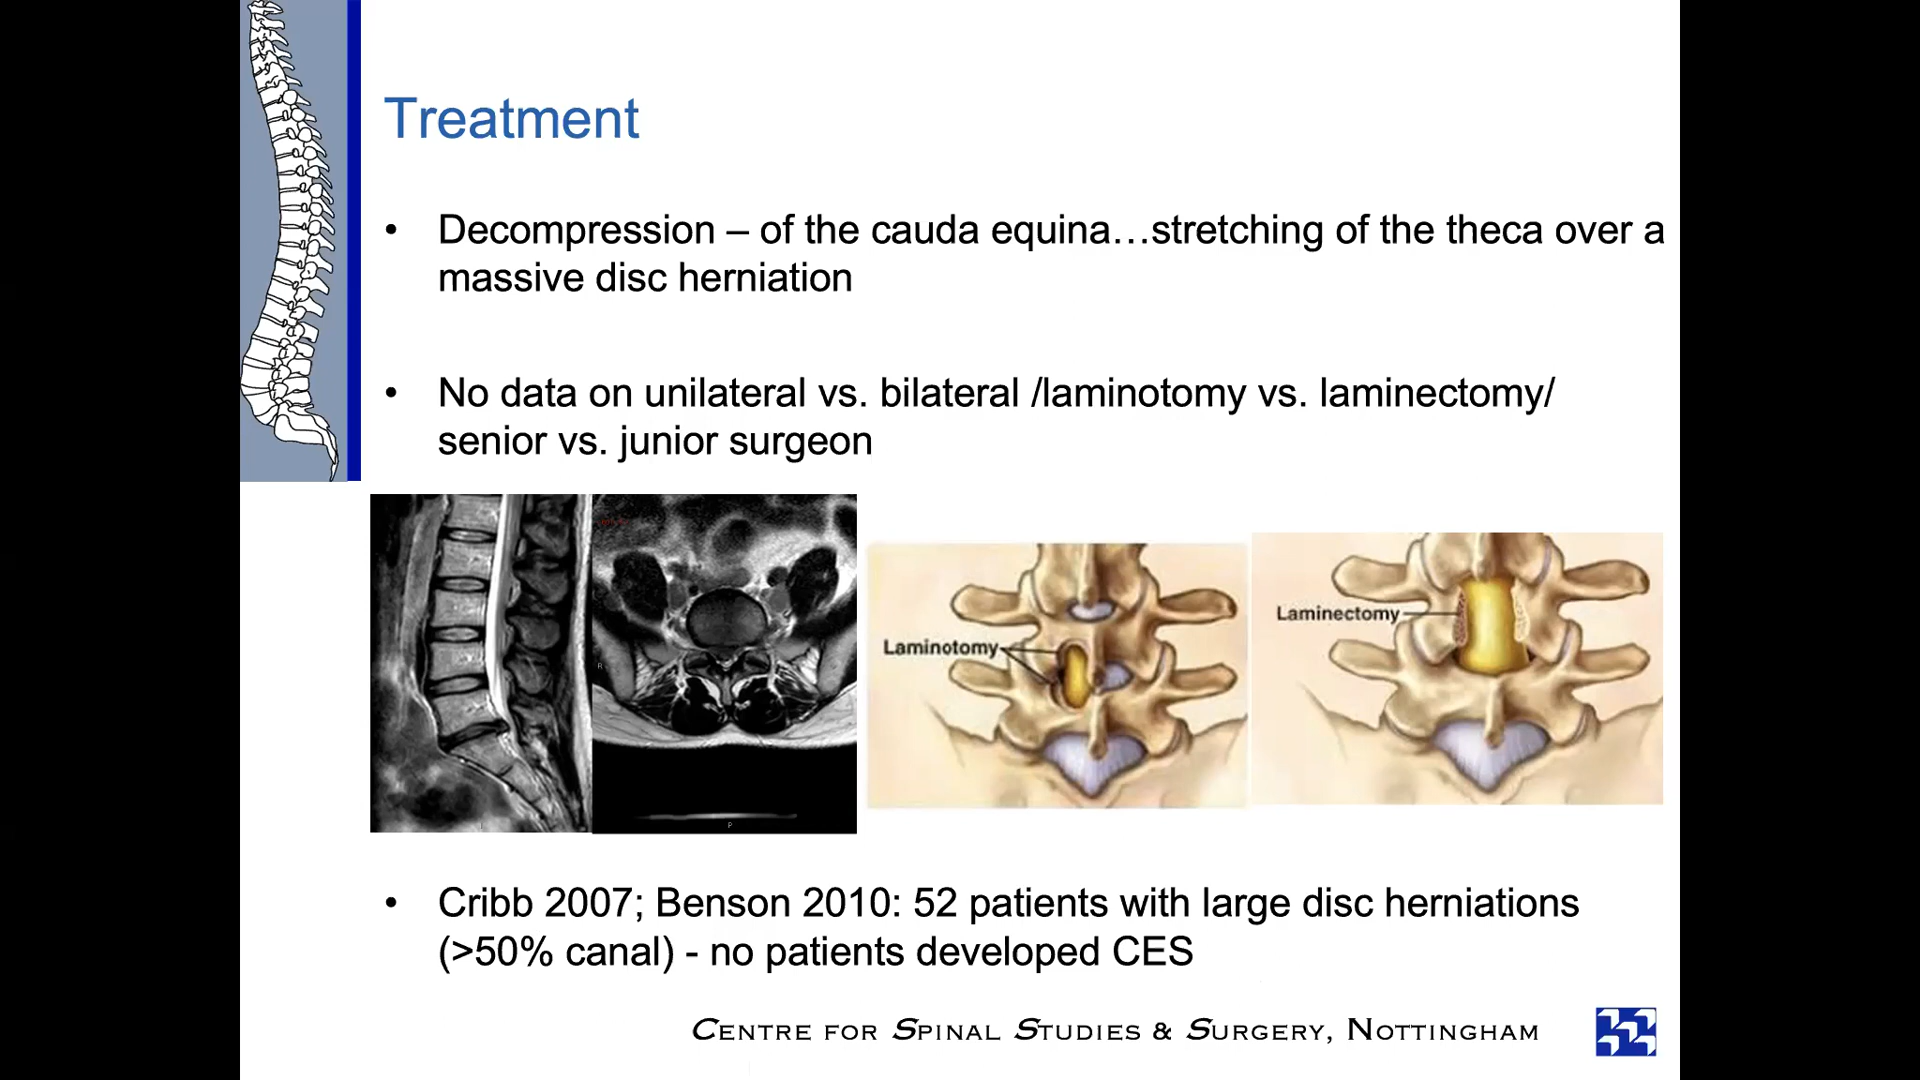 Treatment
• Decompression – of the cauda equina…stretching of the theca over a
massive disc herniation
• No data on unilateral vs. bilateral /laminotomy vs. laminectomy/
senior vs. junior surgeon
Laminotomy
Laminectomy
R
P
• Cribb 2007; Benson 2010: 52 patients with large disc herniations
(>50% canal) - no patients developed CES
CENTRE FOR SPINAL STUDIES & SURGERY, NOTTINGHAM